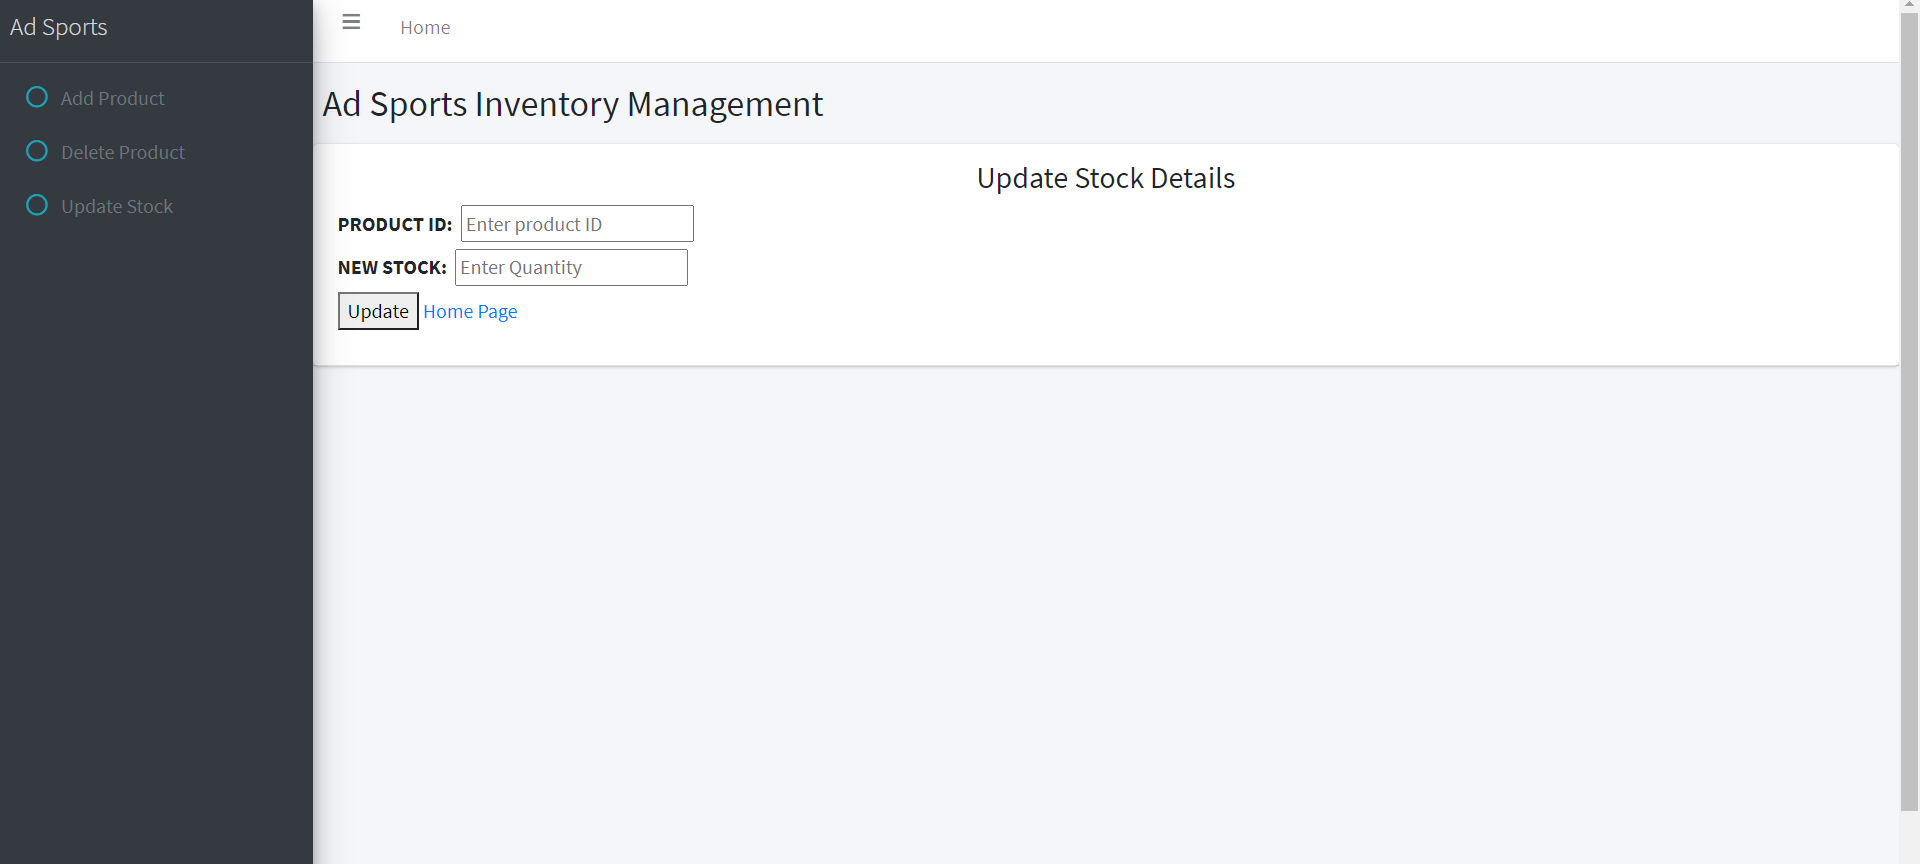 Ad Sports
Add Product
Delete Product
Update Stock
Home
Ad Sports Inventory Management
Update Stock Details
PRODUCT ID: Enter product ID
NEW STOCK: Enter Quantity
Update Home Page